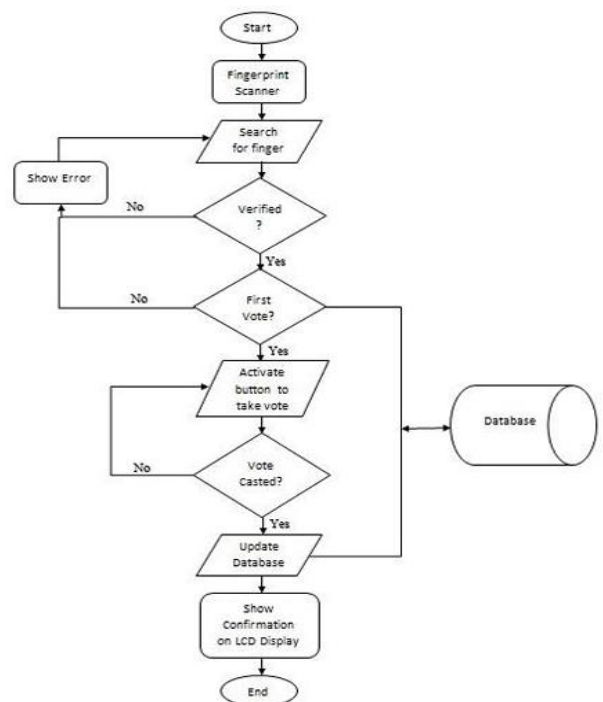 Start
Fingerprint
Scanner
Search
for finger
Show Error
No
Verified
?
Yes
No
First
Vote?
Yes
Activate
button to
take vote
Database
No
Vote
Casted?
Yes
Update
Database
Show
Confirmation
on LCD Display
End